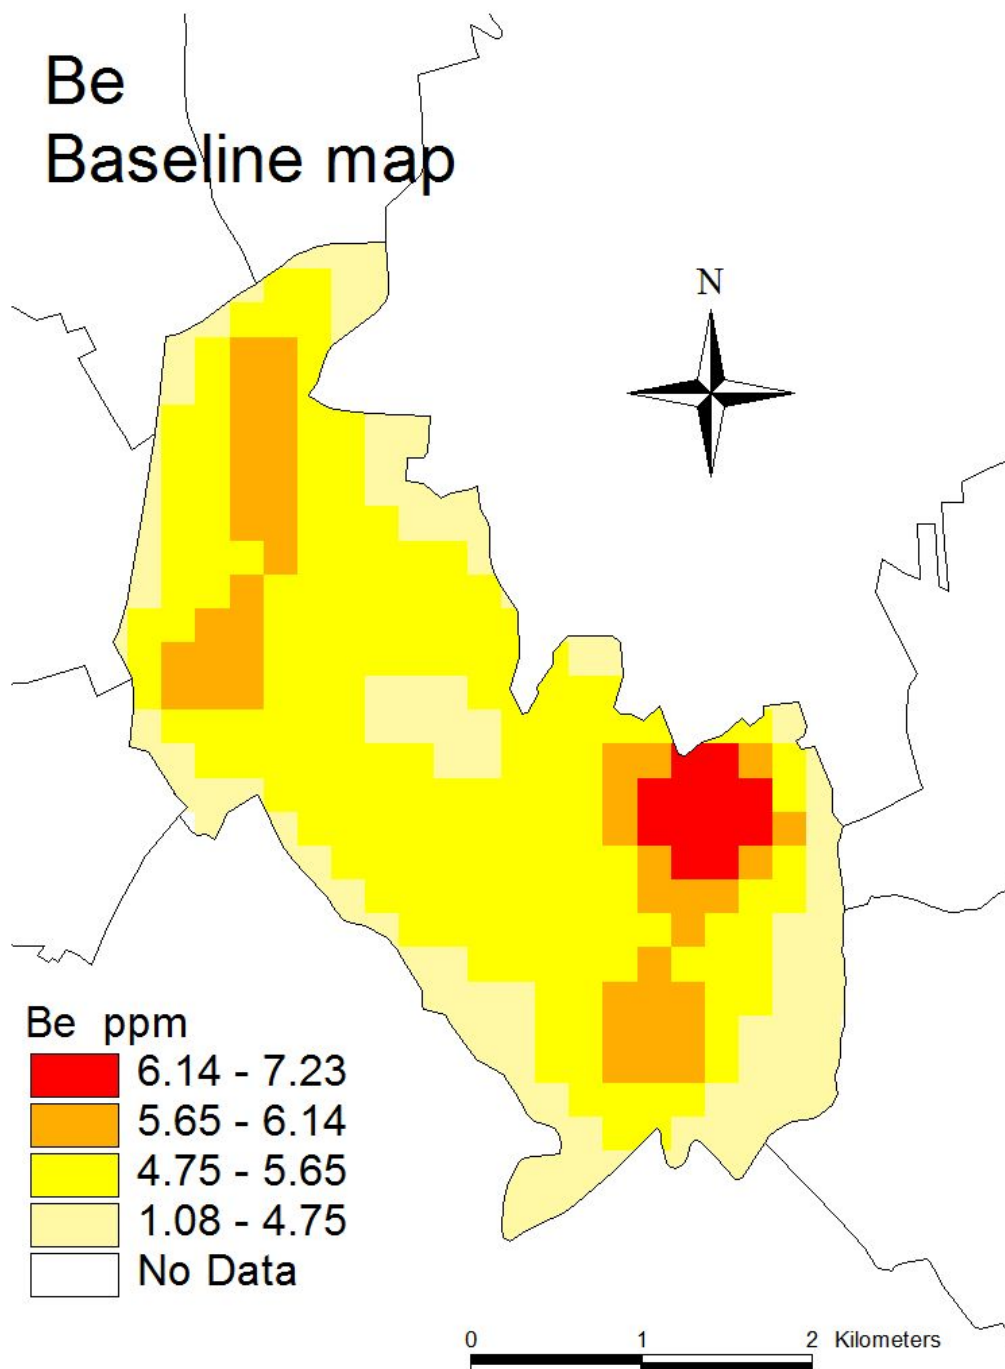 Be
Baseline map
N
Be ppm
6.14 - 7.23
5.65 - 6.14
4.75 - 5.65
1.08 - 4.75
No Data
0 1 2 Kilometers